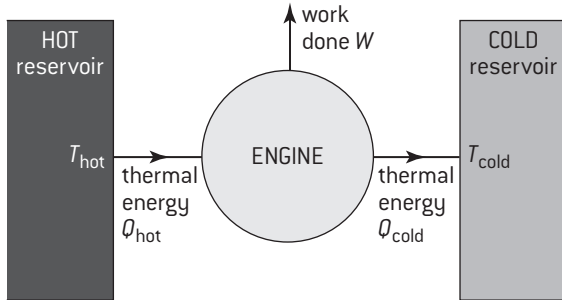 HOT
reservoir
T_hot
thermal
energy
Q_hot
work
done W
ENGINE
thermal
energy
Q_cold
COLD
reservoir
T_cold